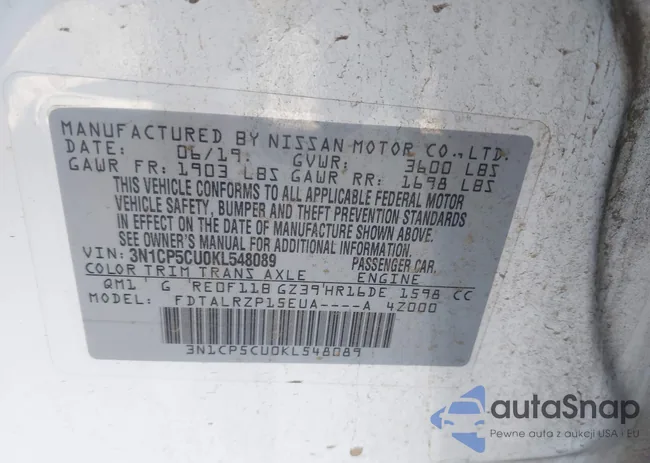 MANUFACTURED BY NISSAN MOTOR CO.,LTD.
DATE: 06/19 GVWR: 3600 LBS
GAWR FR: 1903 LBS GAWR RR: 1698 LBS
THIS VEHICLE CONFORMS TO ALL APPLICABLE FEDERAL MOTOR
VEHICLE SAFETY, BUMPER AND THEFT PREVENTION STANDARDS
IN EFFECT ON THE DATE OF MANUFACTURE SHOWN ABOVE.
SEE OWNER'S MANUAL FOR ADDITIONAL INFORMATION.
VIN: 3N1CP5CU0KL548089 PASSENGER CAR.
COLOR TRIM TRANS AXLE ENGINE
QM1 G RE0F11B GZ39 HR16DE 1598 CC
MODEL: FDTALRZP15EUA----A 4Z000
3N1CP5CU0KL548089
autoSnap
Pewne auta z aukcji USA i EU